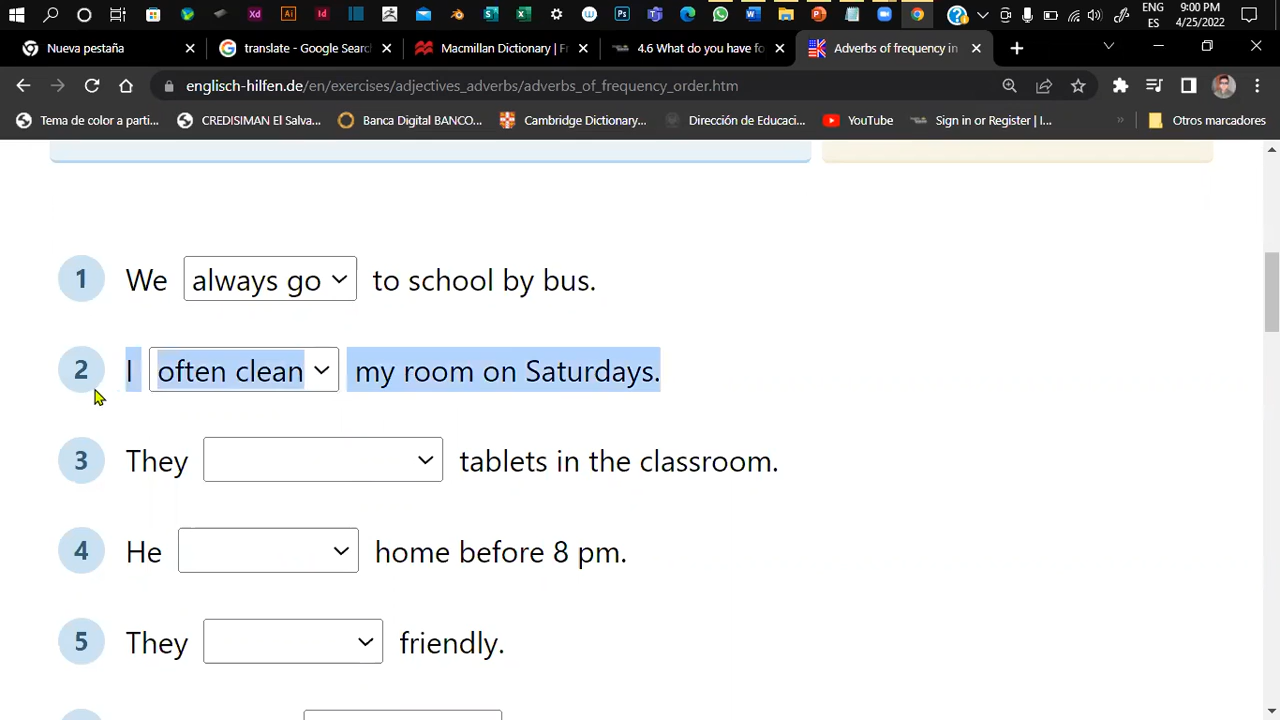 9:00 PM
ENG
ES
4/25/2022
Nueva pestaña
translate - Google Searc
Macmillan Dictionary | F
4.6 What do you have fo
Adverbs of frequency in
englisch-hilfen.de/en/exercises/adjectives_adverbs/adverbs_of_frequency_order.htm
Tema de color a parti...
CREDISIMAN El Salva...
Banca Digital BANCO...
Cambridge Dictionary...
Dirección de Educaci...
YouTube
Sign in or Register | I...
Otros marcadores
1 We always go to school by bus.
2 I often clean my room on Saturdays.
3 They tablets in the classroom.
4 He home before 8 pm.
5 They friendly.